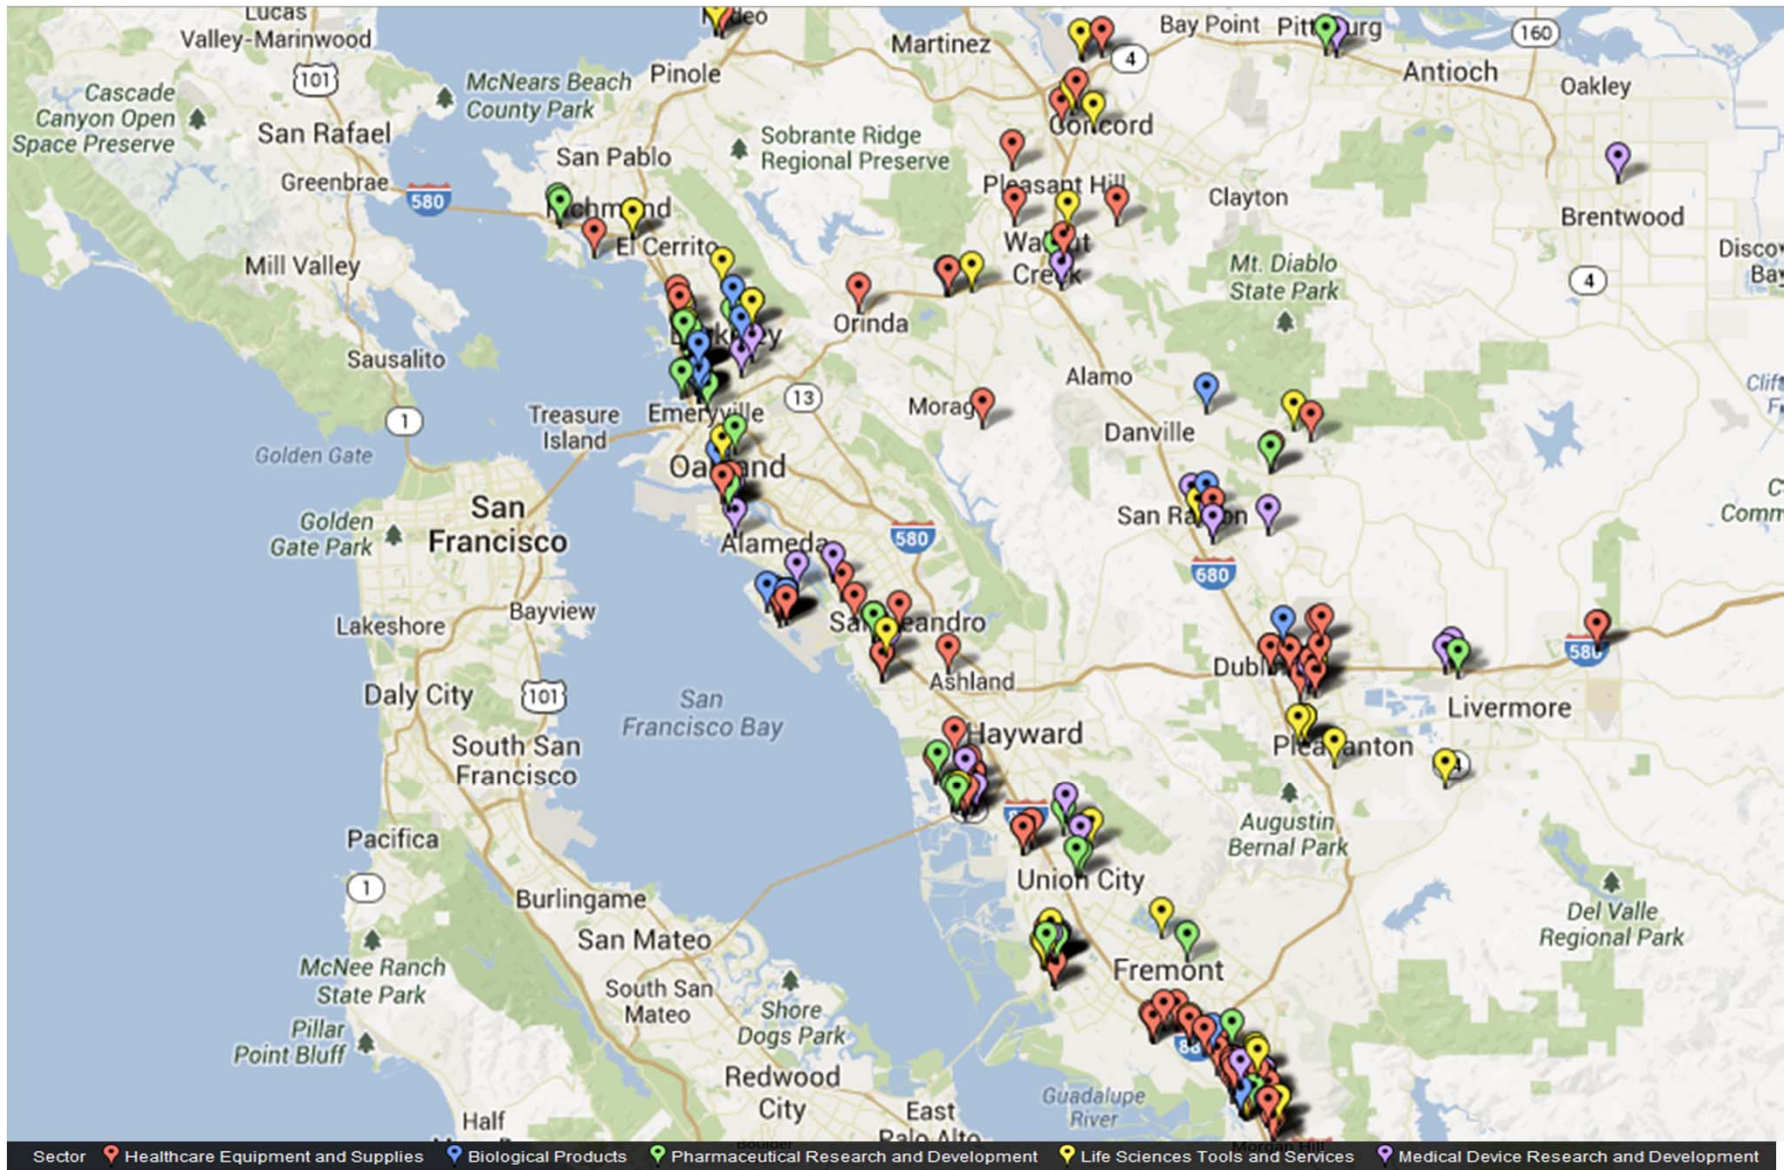 Lucas
Valley-Marinwood
101
Cascade
Canyon Open
Space Preserve
McNears Beach
County Park
Pinole
Martinez
4
Bay Point
160
Antioch
Oakley
San Rafael
Sobrante Ridge
Regional Preserve
San Pablo
Greenbrae
580
Concord
Pleasant Hill
Clayton
Brentwood
El Cerrito
Mill Valley
Creek
Mt. Diablo
State Park
4
Orinda
Sausalito
Alamo
13
Treasure
Island
Emeryville
1
Danville
Golden Gate
San
Francisco
Golden
Gate Park
580
Alameda
680
Bayview
Lakeshore
580
Ashland
Daly City
101
San
Francisco Bay
Livermore
Hayward
South San
Francisco
Pacifica
Augustin
Bernal Park
1
Union City
Burlingame
San Mateo
Del Valle
Regional Park
McNee Ranch
State Park
Fremont
South San
Mateo
Shore
Dogs Park
Pillar
Point Bluff
Redwood
City
Guadalupe
River
Half
East
Palo Alto
Sector Healthcare Equipment and Supplies Biological Products Pharmaceutical Research and Development Life Sciences Tools and Services Medical Device Research and Development